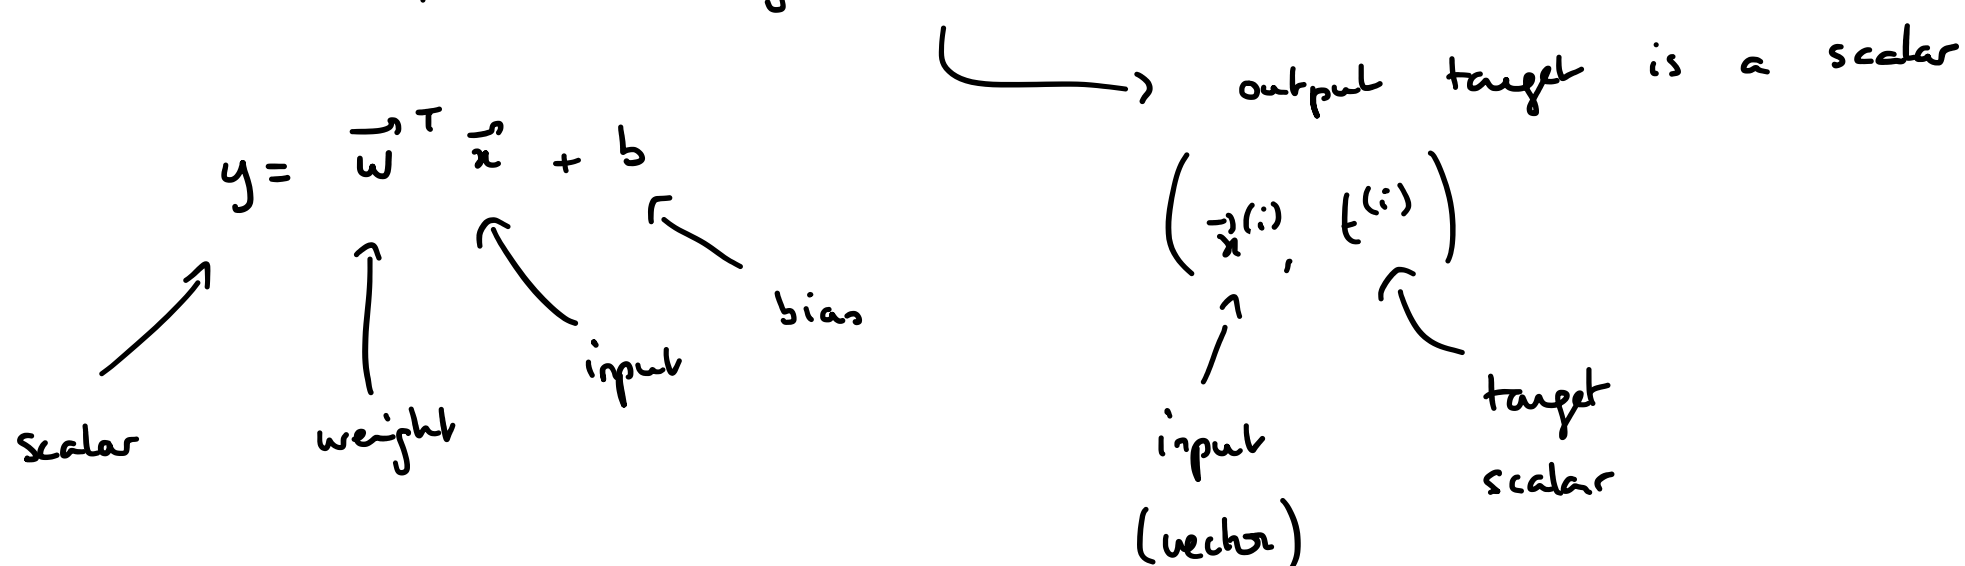 output target is a scalar
y = w⃗ᵀ x⃗ + b
(x⃗⁽ⁱ⁾, t⁽ⁱ⁾)
scalar
weight
input
bias
input
(vector)
target
scalar